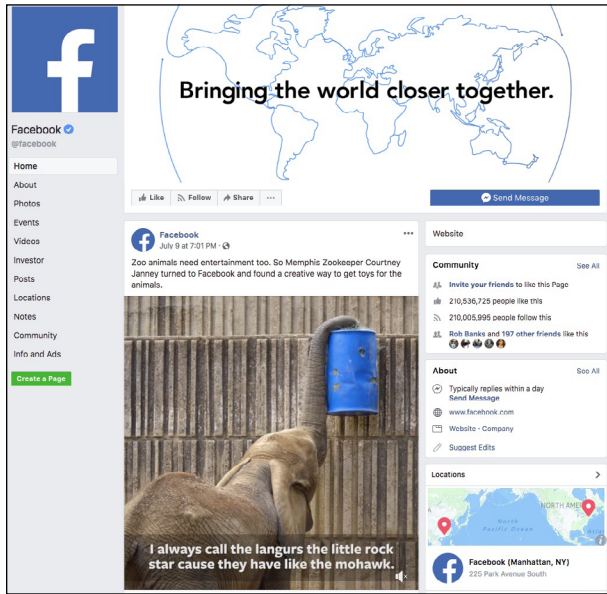 f
Bringing the world closer together.
Facebook
@facebook
Home
About
Photos
Events
Videos
Investor
Posts
Locations
Notes
Community
Info and Ads
Create a Page
Like Follow Share ...
Send Message
Facebook
July 9 at 7:01 PM ·
Zoo animals need entertainment too. So Memphis Zookeeper Courtney
Janney turned to Facebook and found a creative way to get toys for the
animals.
I always call the langurs the little rock
star cause they have like the mohawk.
Website
Community See All
Invite your friends to like this Page
210,536,725 people like this
210,005,995 people follow this
Rob Banks and 197 other friends like this
About See All
Typically replies within a day
Send Message
www.facebook.com
Website · Company
Suggest Edits
Locations
NORTH AMER
North
Pacific Ocean
Facebook (Manhattan, NY)
225 Park Avenue South